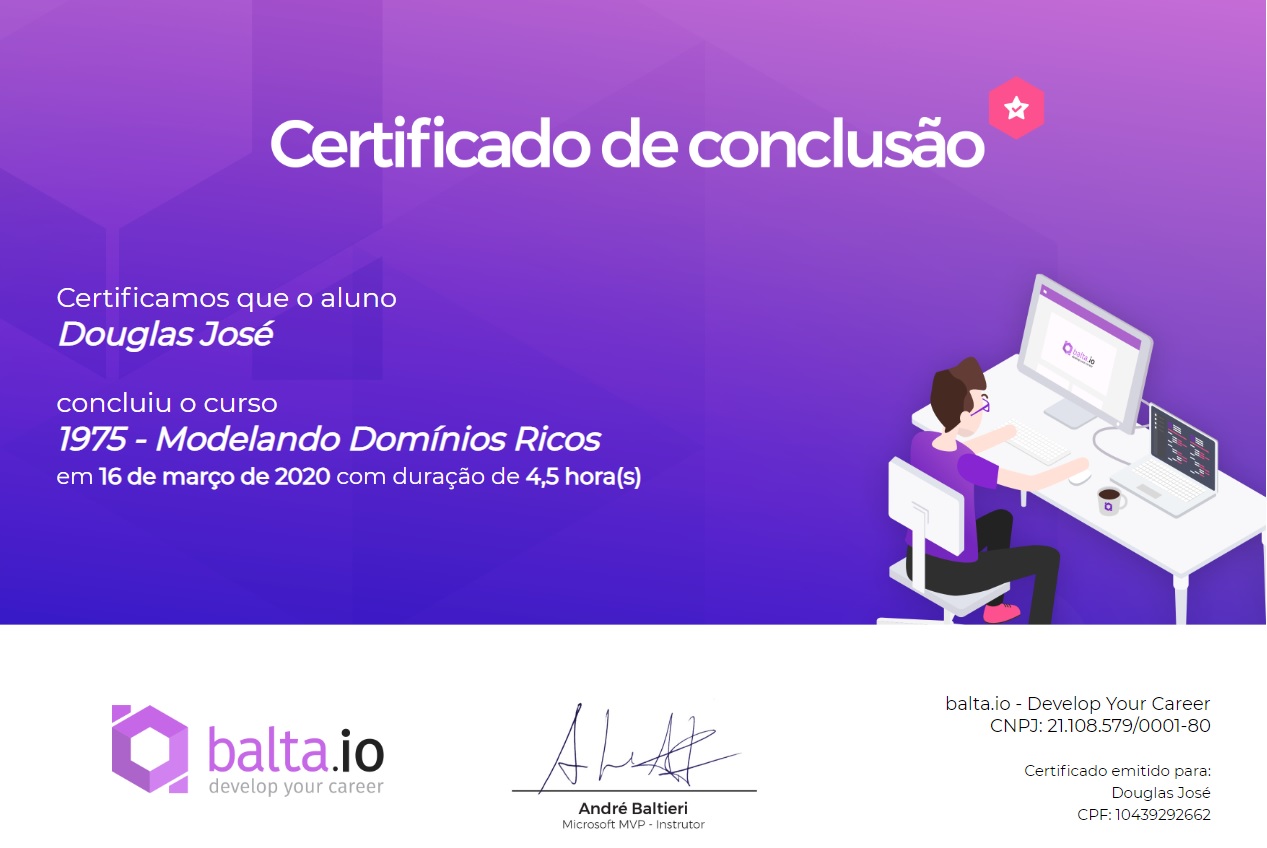 Certificado de conclusão
Certificamos que o aluno
Douglas José
concluiu o curso
1975 - Modelando Domínios Ricos
em 16 de março de 2020 com duração de 4,5 hora(s)
balta.io
balta.io
develop your career
André Baltieri
Microsoft MVP - Instrutor
balta.io - Develop Your Career
CNPJ: 21.108.579/0001-80
Certificado emitido para:
Douglas José
CPF: 10439292662